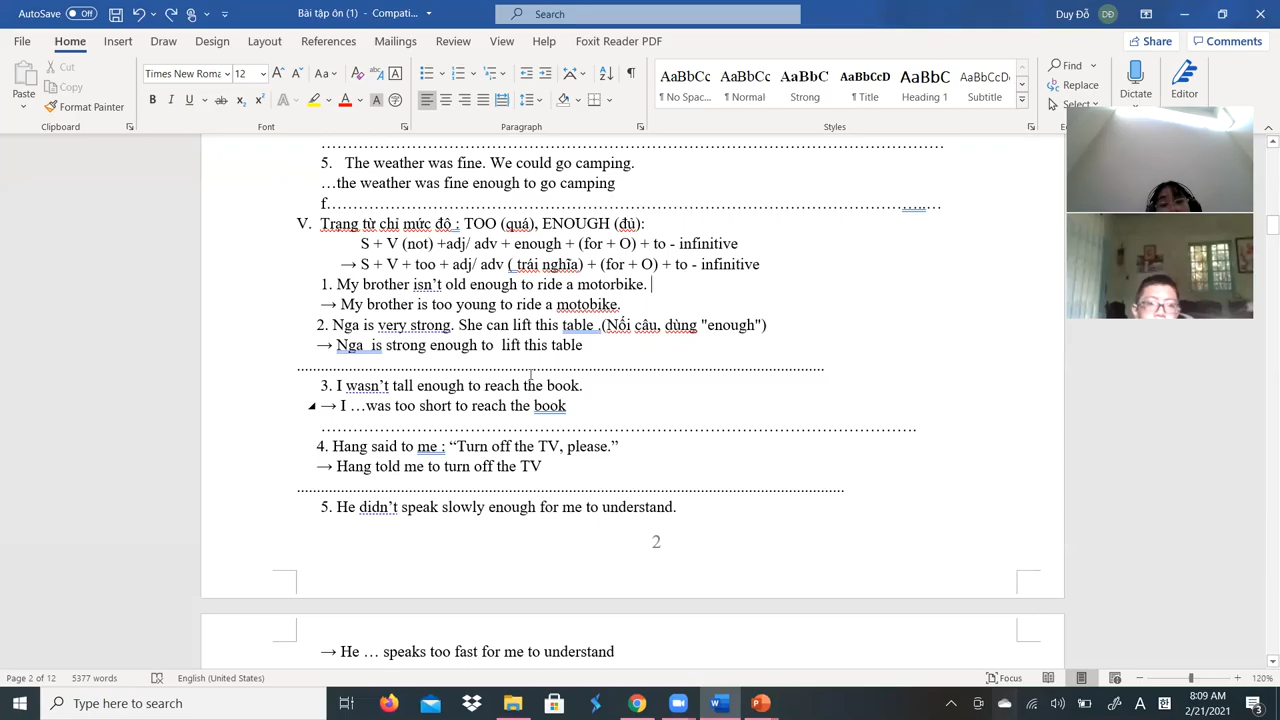 AutoSave Off
Bài tập ôn (1)
Search
Duy Đỗ
File Home Insert Draw Design Layout References Mailings Review View Help Foxit Reader PDF
Share Comments
Paste
Cut
Copy
Format Painter
Times New Roma 12
AaBbCc AaBbCc AaBbC AaBbCcD AaBbC AaBbCcD
¶ No Spac... ¶ Normal Strong ¶ Title Heading 1 Subtitle
Find
Replace
Select
Dictate
Editor
Clipboard Font Paragraph Styles
5. The weather was fine. We could go camping.
…the weather was fine enough to go camping
f……………………………………………………………………………
V. Trạng từ chỉ mức độ : TOO (quá), ENOUGH (đủ):
S + V (not) +adj/ adv + enough + (for + O) + to - infinitive
→ S + V + too + adj/ adv ( trái nghĩa) + (for + O) + to - infinitive
1. My brother isn’t old enough to ride a motorbike.
→ My brother is too young to ride a motobike.
2. Nga is very strong. She can lift this table .(Nối câu, dùng "enough")
→ Nga is strong enough to lift this table
3. I wasn’t tall enough to reach the book.
→ I …was too short to reach the book
4. Hang said to me : “Turn off the TV, please.”
→ Hang told me to turn off the TV
5. He didn’t speak slowly enough for me to understand.
2
→ He … speaks too fast for me to understand
Page 2 of 12 5377 words English (United States) Focus 120%
Type here to search
8:09 AM
2/21/2021